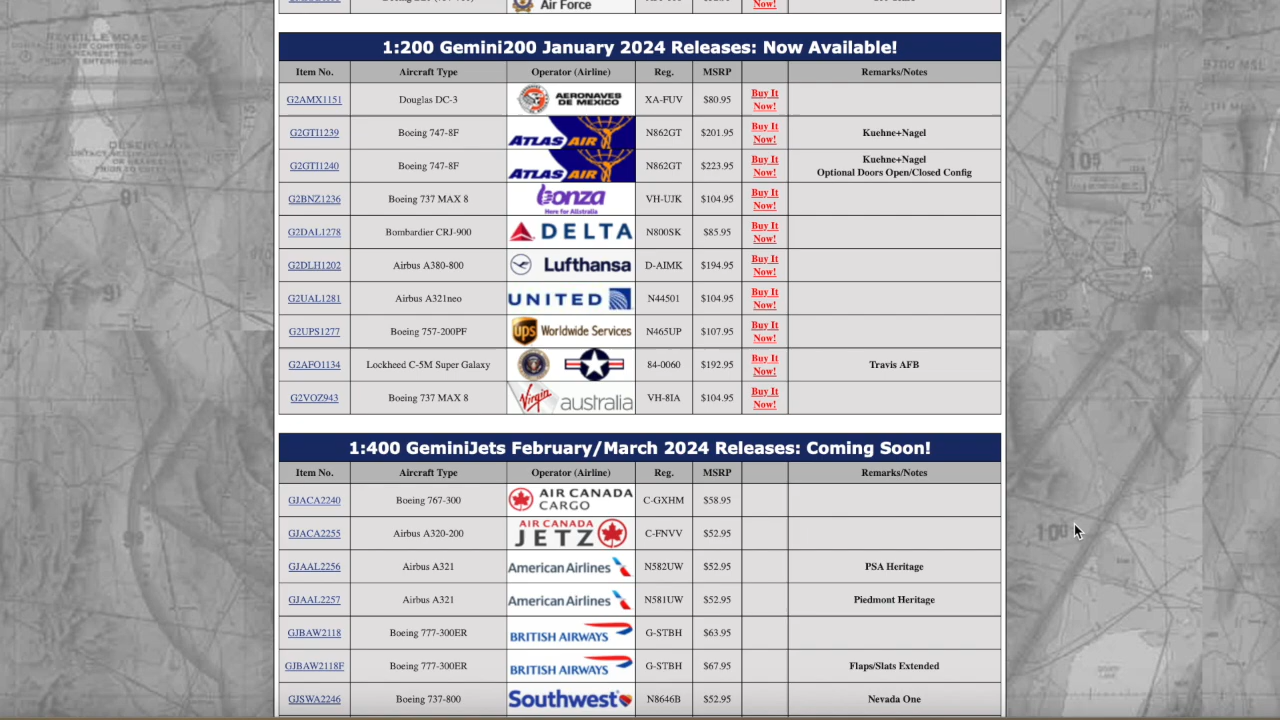 Air Force
Now!
1:200 Gemini200 January 2024 Releases: Now Available!
Item No. Aircraft Type Operator (Airline) Reg. MSRP Remarks/Notes
G2AMX1151 Douglas DC-3 AERONAVES DE MEXICO XA-FUV $80.95 Buy It Now!
G2GTI1239 Boeing 747-8F ATLAS AIR N862GT $201.95 Buy It Now! Kuehne+Nagel
G2GTI1240 Boeing 747-8F ATLAS AIR N862GT $223.95 Buy It Now! Kuehne+Nagel Optional Doors Open/Closed Config
G2BNZ1236 Boeing 737 MAX 8 bonza Here for Allstralia VH-UJK $104.95 Buy It Now!
G2DAL1278 Bombardier CRJ-900 DELTA N800SK $85.95 Buy It Now!
G2DLH1202 Airbus A380-800 Lufthansa D-AIMK $194.95 Buy It Now!
G2UAL1281 Airbus A321neo UNITED N44501 $104.95 Buy It Now!
G2UPS1277 Boeing 757-200PF ups Worldwide Services N465UP $107.95 Buy It Now!
G2AFO1134 Lockheed C-5M Super Galaxy 84-0060 $192.95 Buy It Now! Travis AFB
G2VOZ943 Boeing 737 MAX 8 Virgin australia VH-8IA $104.95 Buy It Now!
1:400 GeminiJets February/March 2024 Releases: Coming Soon!
Item No. Aircraft Type Operator (Airline) Reg. MSRP Remarks/Notes
GJACA2240 Boeing 767-300 AIR CANADA CARGO C-GXHM $58.95
GJACA2255 Airbus A320-200 AIR CANADA JETZ C-FNVV $52.95
GJAAL2256 Airbus A321 American Airlines N582UW $52.95 PSA Heritage
GJAAL2257 Airbus A321 American Airlines N581UW $52.95 Piedmont Heritage
GJBAW2118 Boeing 777-300ER BRITISH AIRWAYS G-STBH $63.95
GJBAW2118F Boeing 777-300ER BRITISH AIRWAYS G-STBH $67.95 Flaps/Slats Extended
GJSWA2246 Boeing 737-800 Southwest N8646B $52.95 Nevada One